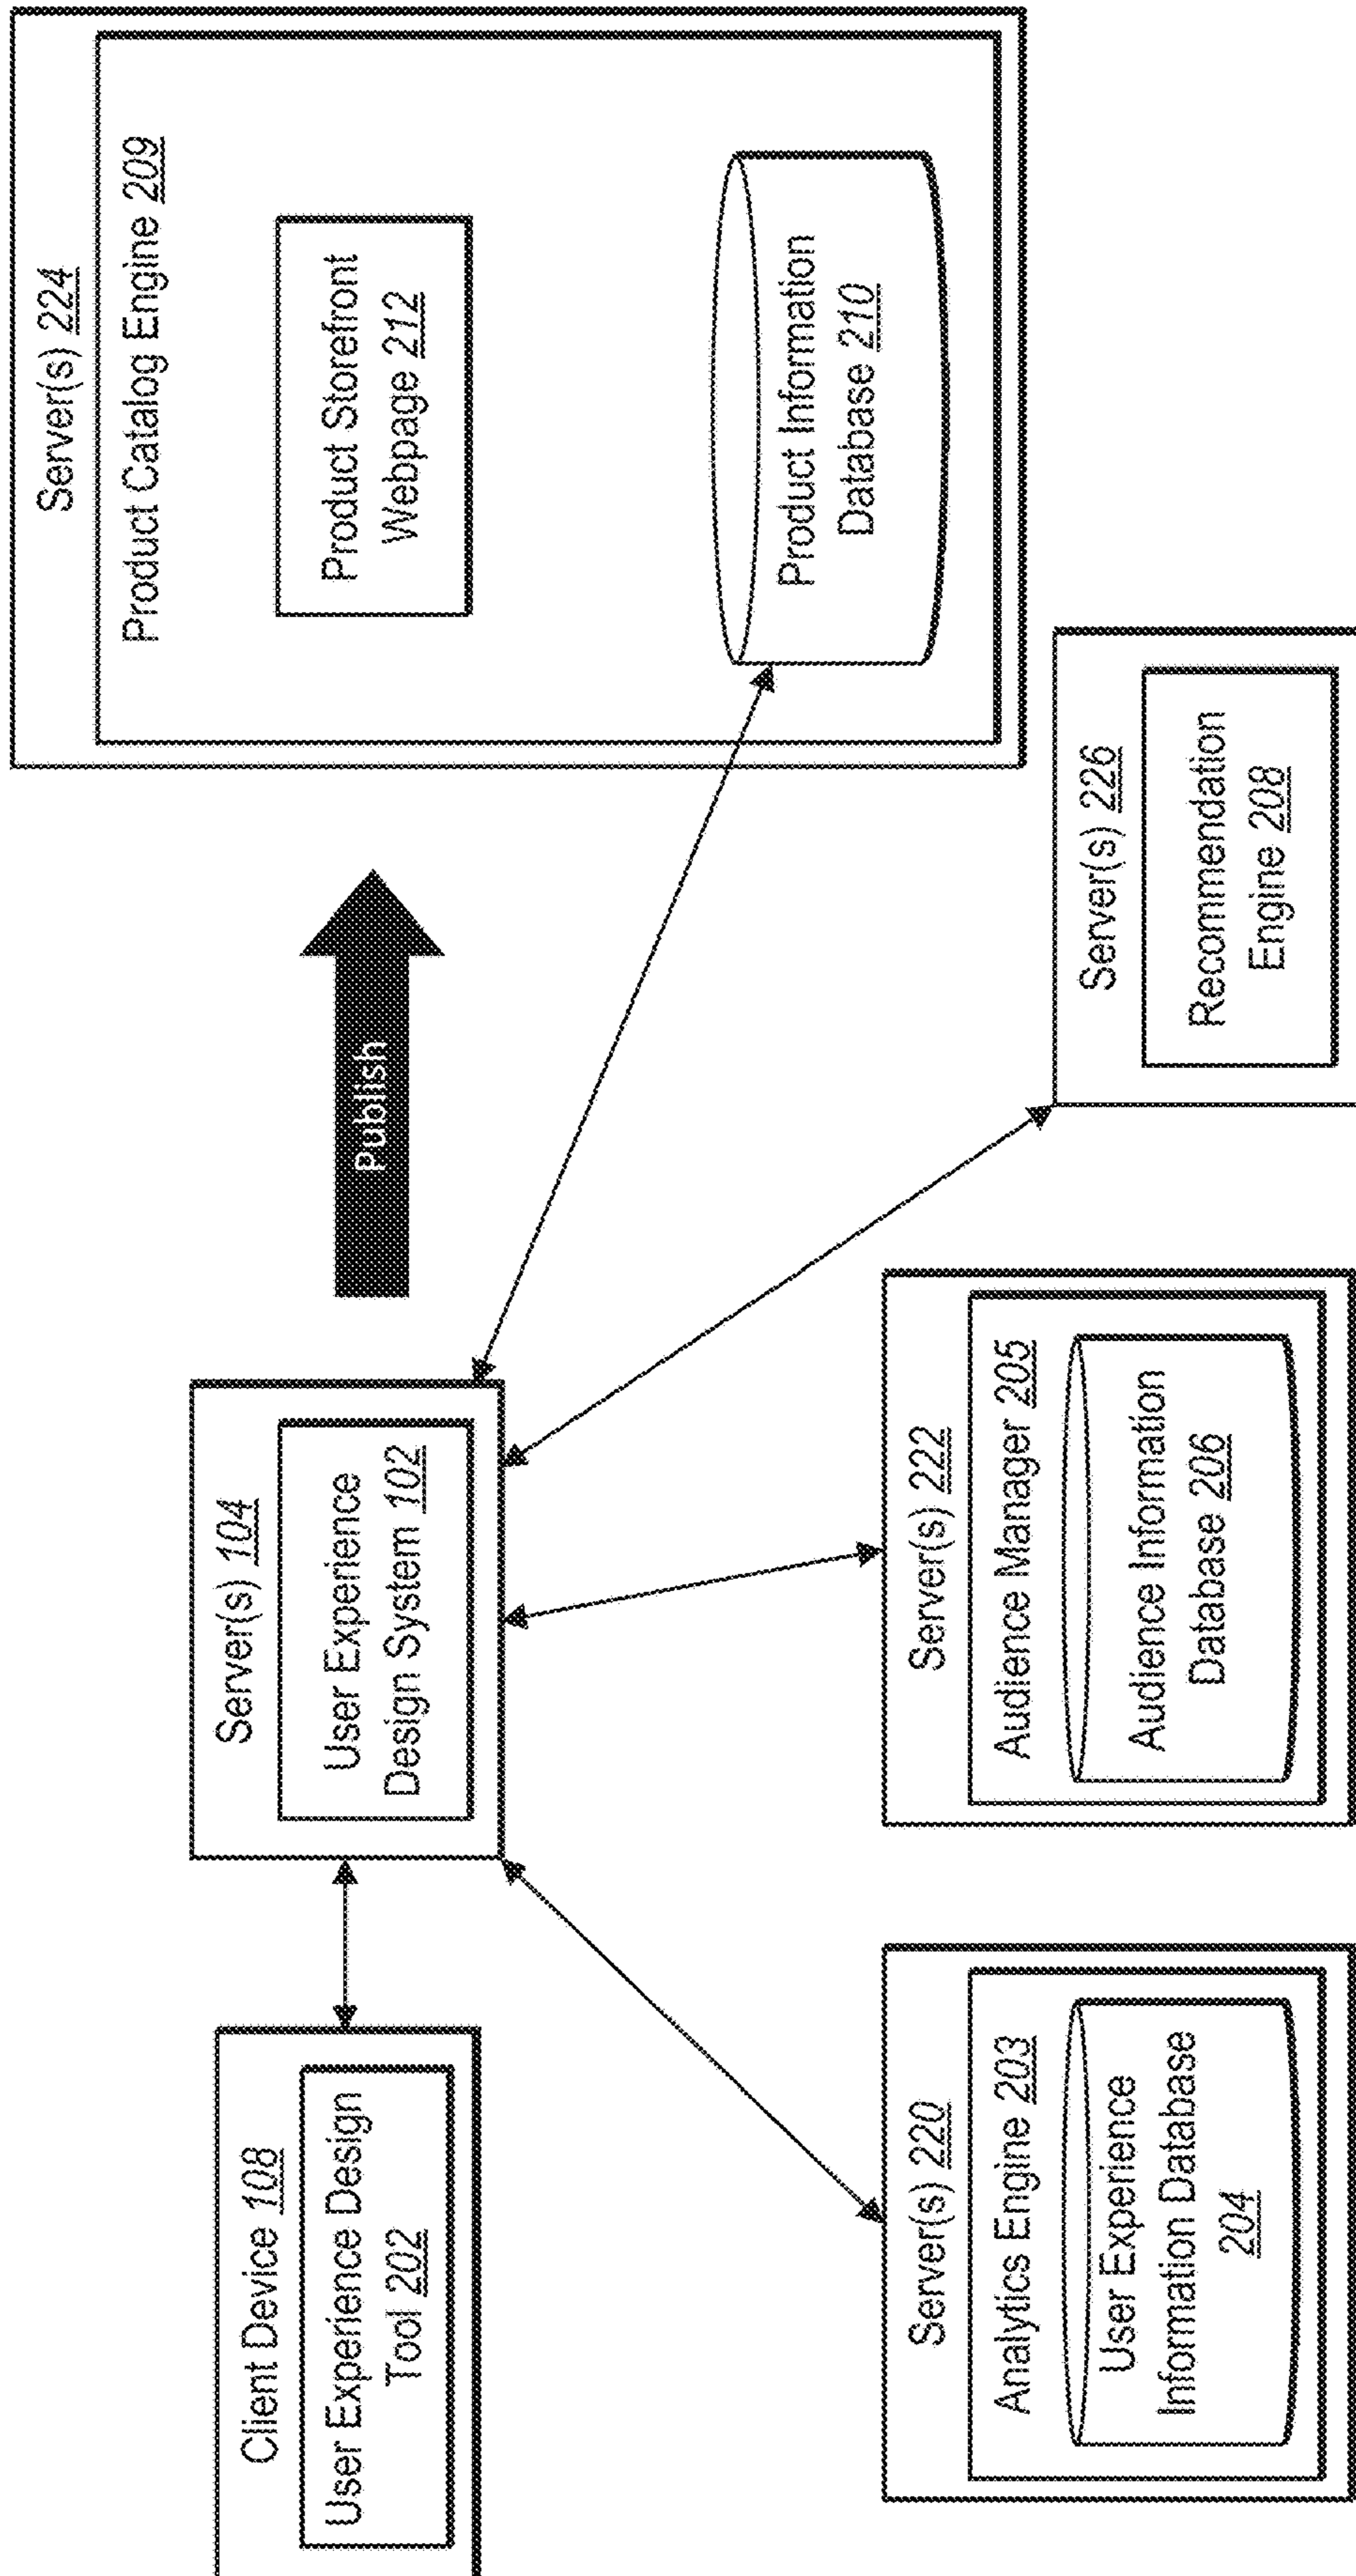 Client Device 108
User Experience Design
Tool 202
Server(s) 104
User Experience
Design System 102
Publish
Server(s) 224
Product Catalog Engine 209
Product Storefront
Webpage 212
Product Information
Database 210
Server(s) 220
Analytics Engine 203
User Experience
Information Database
204
Server(s) 222
Audience Manager 205
Audience Information
Database 206
Server(s) 226
Recommendation
Engine 208